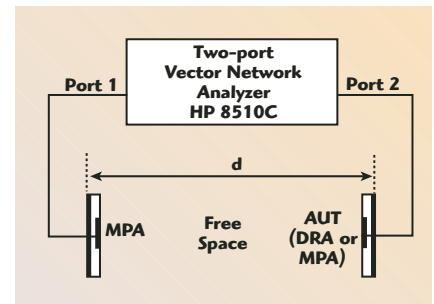 Two-port
Vector Network
Analyzer
HP 8510C
Port 1
Port 2
d
MPA
Free
Space
AUT
(DRA or
MPA)